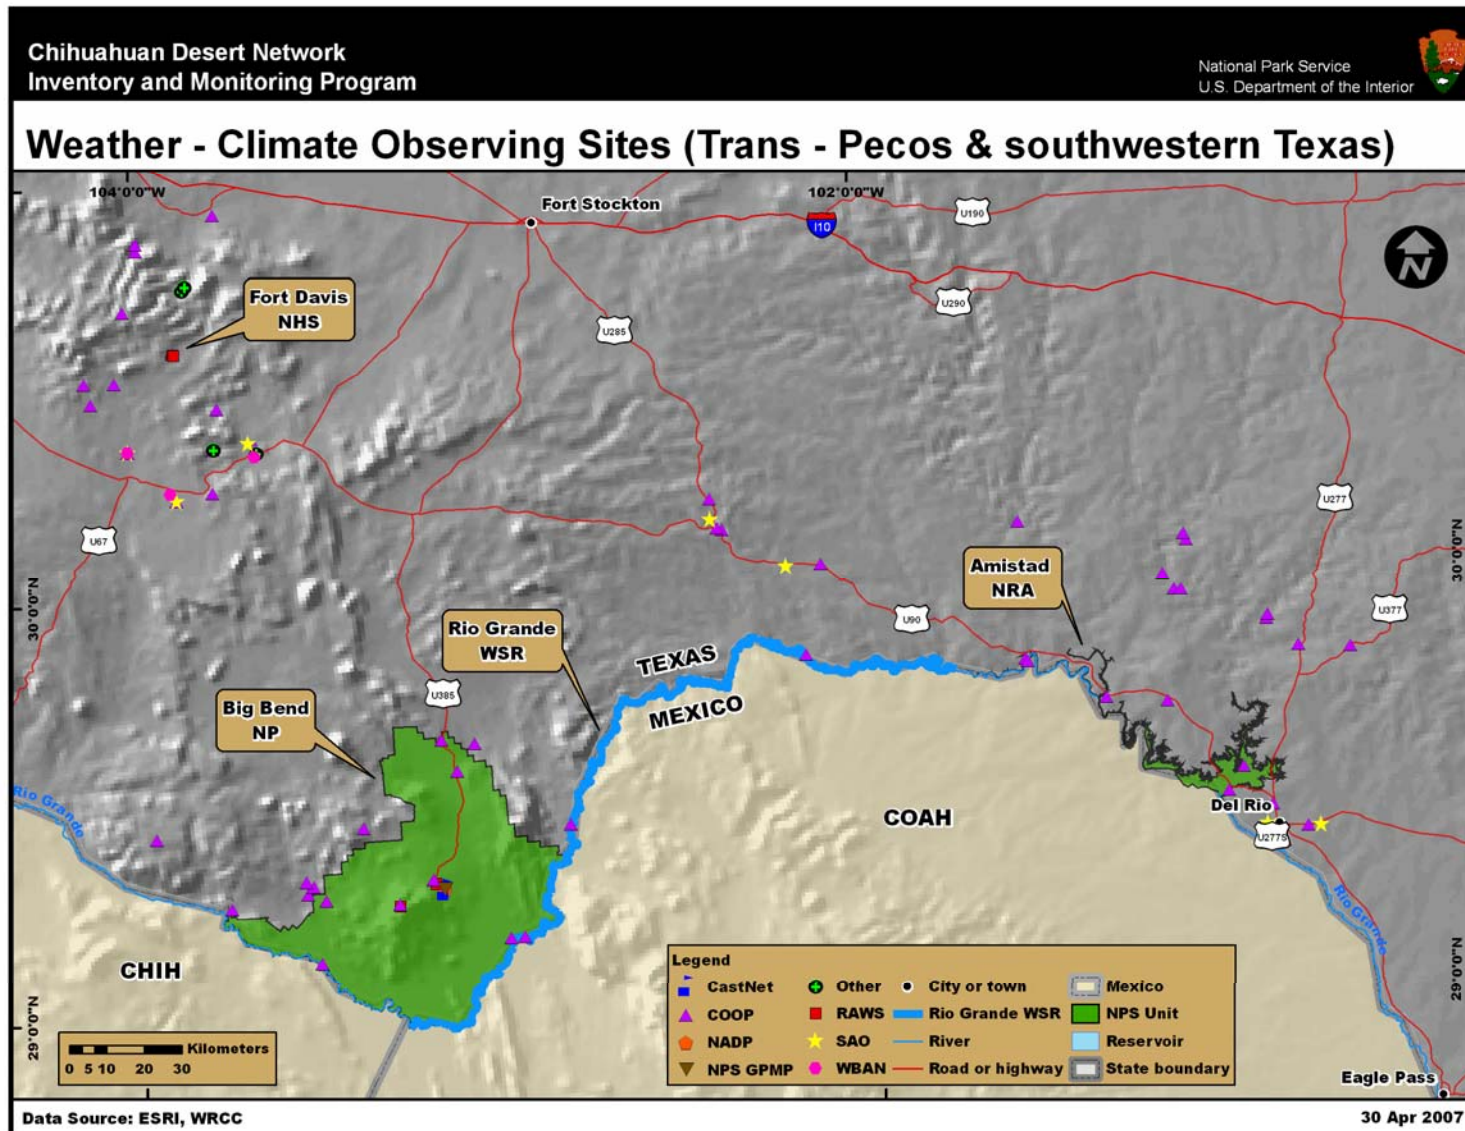 Chihuahuan Desert Network
Inventory and Monitoring Program
National Park Service
U.S. Department of the Interior
Weather - Climate Observing Sites (Trans - Pecos & southwestern Texas)
104°0'0"W
102°0'0"W
Fort Stockton
I10
U190
N
Fort Davis
NHS
U290
U285
U277
U67
30°0'0"N
30°0'0"N
Amistad
NRA
U377
U90
Rio Grande
WSR
TEXAS
MEXICO
U385
Big Bend
NP
Rio Grande
COAH
Del Rio
U277S
Rio Grande
CHIH
29°0'0"N
29°0'0"N
Legend
CastNet
COOP
NADP
NPS GPMP
Other
RAWS
SAO
WBAN
City or town
Rio Grande WSR
River
Road or highway
Mexico
NPS Unit
Reservoir
State boundary
Kilometers
0 5 10 20 30
Eagle Pass
Data Source: ESRI, WRCC
30 Apr 2007